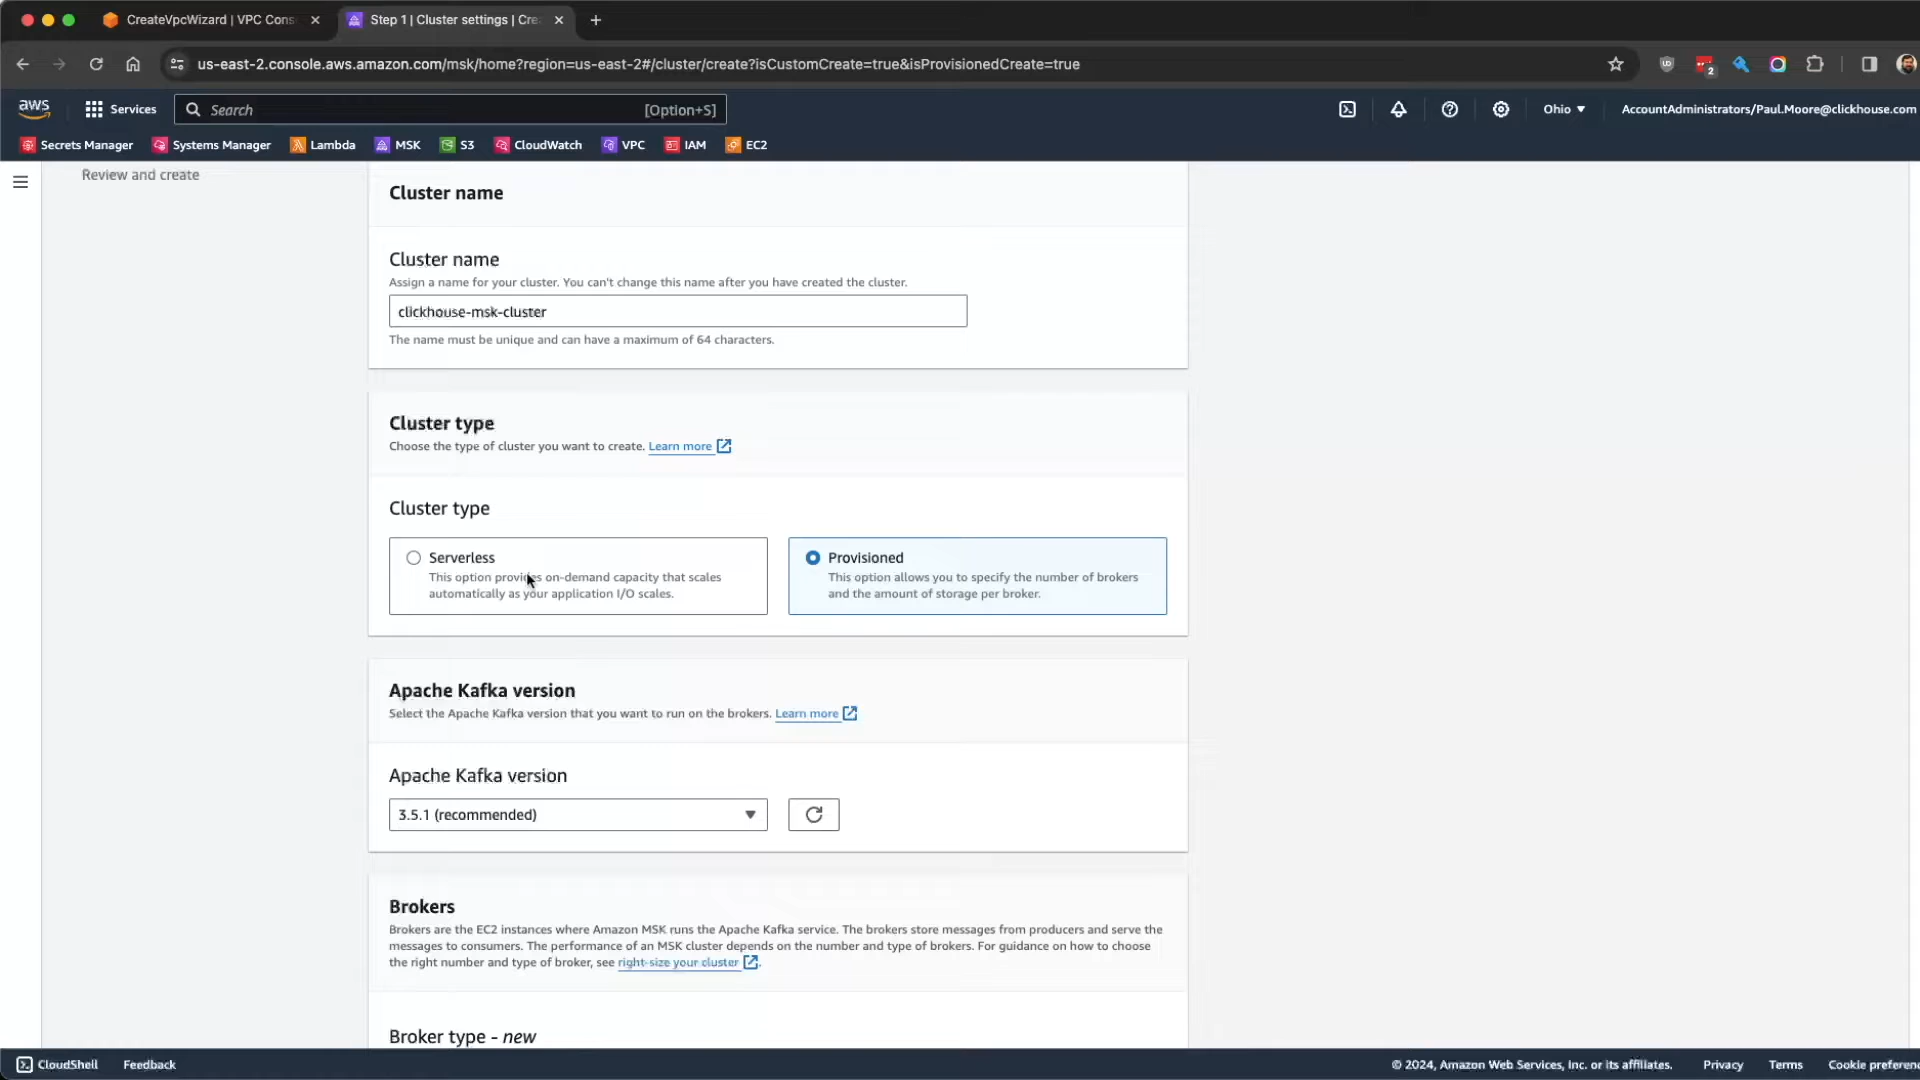 CreateVpcWizard | VPC Cons
Step 1 | Cluster settings | Cre
us-east-2.console.aws.amazon.com/msk/home?region=us-east-2#/cluster/create?isCustomCreate=true&isProvisionedCreate=true
2
aws
Services
Search
[Option+S]
Ohio
AccountAdministrators/Paul.Moore@clickhouse.com
Secrets Manager
Systems Manager
Lambda
MSK
S3
CloudWatch
VPC
IAM
EC2
Review and create
Cluster name
Cluster name
Assign a name for your cluster. You can't change this name after you have created the cluster.
clickhouse-msk-cluster
The name must be unique and can have a maximum of 64 characters.
Cluster type
Choose the type of cluster you want to create. Learn more
Cluster type
Serverless
This option provides on-demand capacity that scales
automatically as your application I/O scales.
Provisioned
This option allows you to specify the number of brokers
and the amount of storage per broker.
Apache Kafka version
Select the Apache Kafka version that you want to run on the brokers. Learn more
Apache Kafka version
3.5.1 (recommended)
Brokers
Brokers are the EC2 instances where Amazon MSK runs the Apache Kafka service. The brokers store messages from producers and serve the
messages to consumers. The performance of an MSK cluster depends on the number and type of brokers. For guidance on how to choose
the right number and type of broker, see right-size your cluster.
Broker type - new
CloudShell
Feedback
© 2024, Amazon Web Services, Inc. or its affiliates.
Privacy
Terms
Cookie preferenc